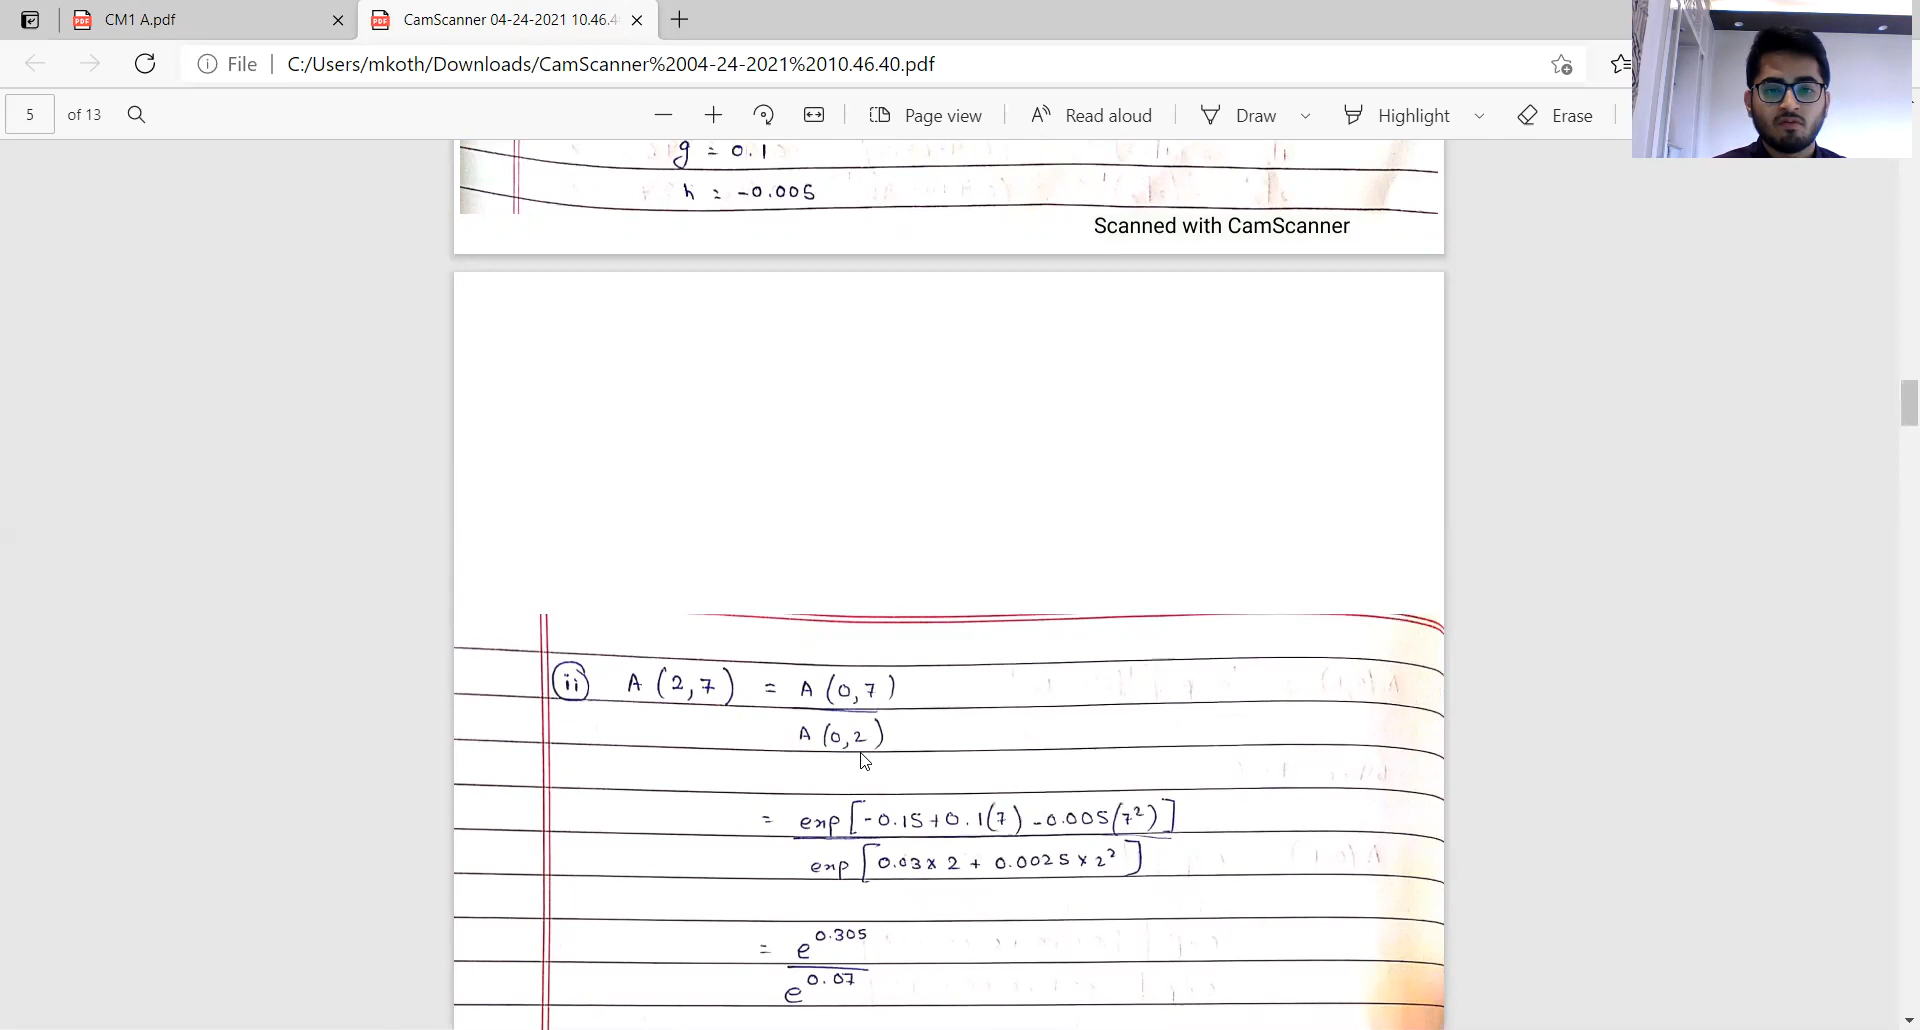 CM1 A.pdf
CamScanner 04-24-2021 10.46.4
File
C:/Users/mkoth/Downloads/CamScanner%2004-24-2021%2010.46.40.pdf
5 of 13
Page view
Read aloud
Draw
Highlight
Erase
g = 0.1
h = -0.005
Scanned with CamScanner
ii A (2,7) = A (0,7)
A (0,2)
= exp [-0.15+0.1(7) -0.005(7²)]
exp [0.03 x 2 + 0.0025 x 2²]
= e^0.305
e^0.07